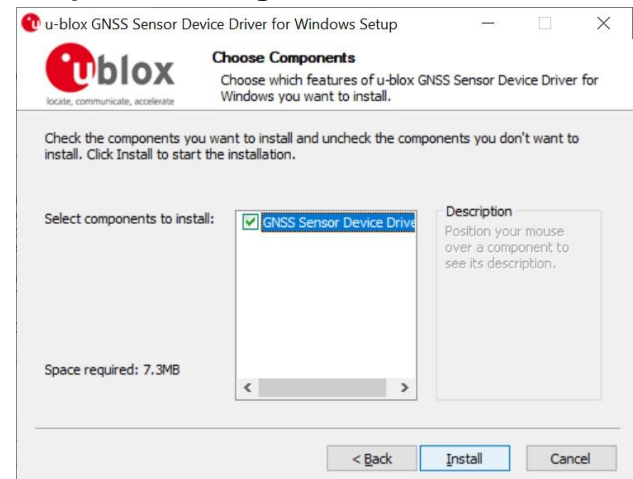 u-blox GNSS Sensor Device Driver for Windows Setup
ublox
locate, communicate, accelerate
Choose Components
Choose which features of u-blox GNSS Sensor Device Driver for
Windows you want to install.
Check the components you want to install and uncheck the components you don't want to
install. Click Install to start the installation.
Select components to install:
GNSS Sensor Device Drive
Description
Position your mouse
over a component to
see its description.
Space required: 7.3MB
< Back
Install
Cancel